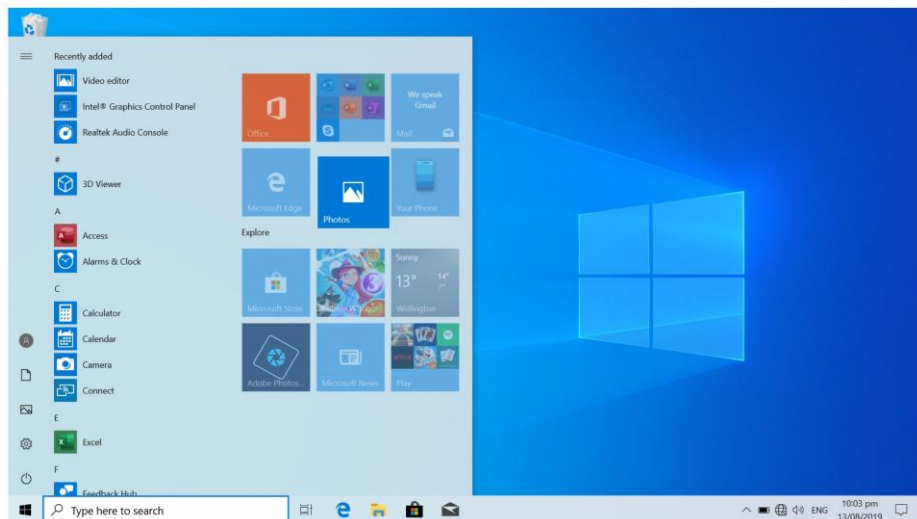 Recently added
Video editor
Intel® Graphics Control Panel
Realtek Audio Console
#
3D Viewer
A
Access
Alarms & Clock
C
Calculator
Calendar
Camera
Connect
E
Excel
F
Feedback Hub
Office
We speak
Gmail
Mail
Microsoft Edge
Photos
Your Phone
Explore
Microsoft Store
Sunny
13°
14°
7°
Wellington
Adobe Photos...
Microsoft News
Play
Type here to search
ENG
10:03 pm
13/08/2019